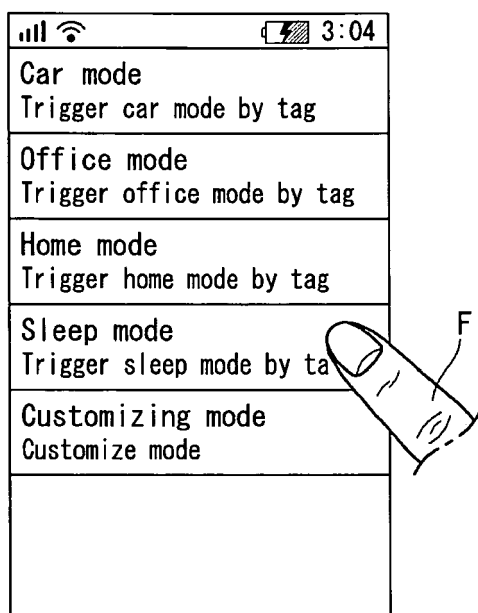 3:04
Car mode
Trigger car mode by tag
Office mode
Trigger office mode by tag
Home mode
Trigger home mode by tag
Sleep mode
Trigger sleep mode by ta
F
Customizing mode
Customize mode